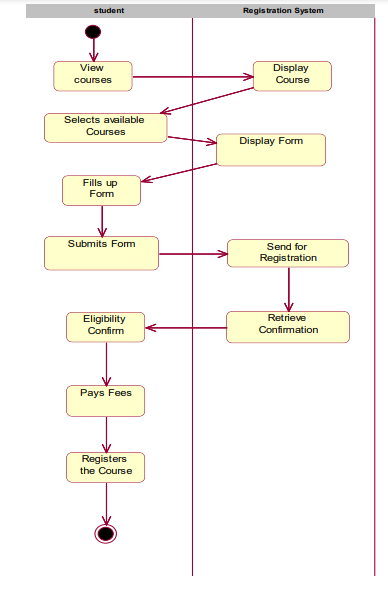 student
Registration System
View
courses
Display
Course
Selects available
Courses
Display Form
Fills up
Form
Submits Form
Send for
Registration
Eligibility
Confirm
Retrieve
Confirmation
Pays Fees
Registers
the Course